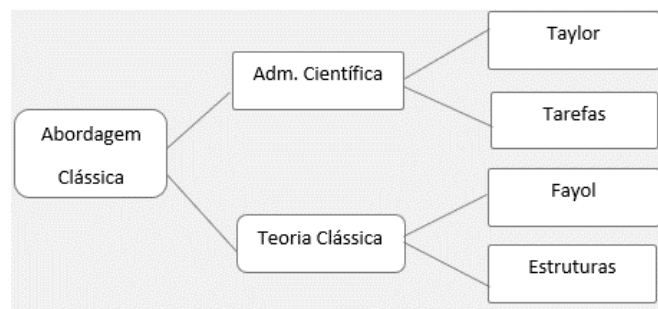 Abordagem
Clássica
Adm. Científica
Taylor
Tarefas
Teoria Clássica
Fayol
Estruturas